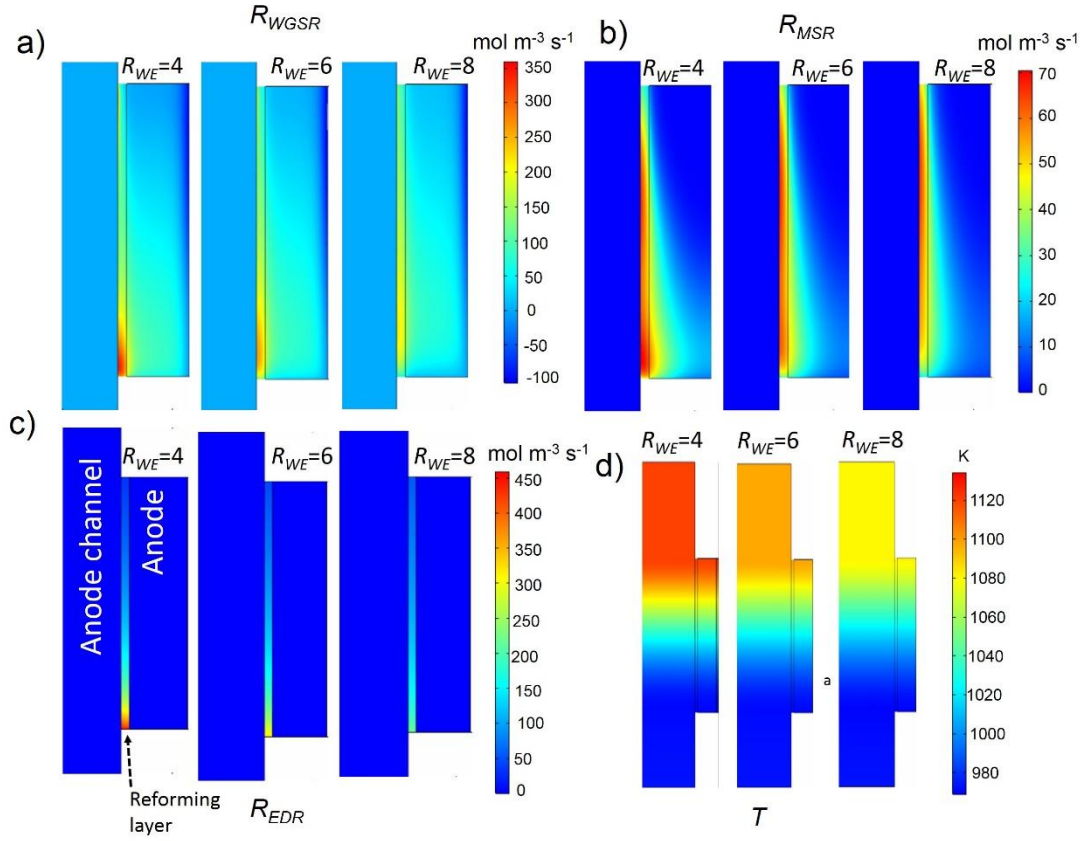 R_WGSR
a)
mol m⁻³ s⁻¹
R_WE=4
R_WE=6
R_WE=8
350
300
250
200
150
100
50
0
-50
-100
R_MSR
b)
mol m⁻³ s⁻¹
R_WE=4
R_WE=6
R_WE=8
70
60
50
40
30
20
10
0
c)
mol m⁻³ s⁻¹
R_WE=4
R_WE=6
R_WE=8
Anode channel
Anode
450
400
350
300
250
200
150
100
50
0
Reforming
layer
R_EDR
d)
K
R_WE=4
R_WE=6
R_WE=8
1120
1100
1080
1060
1040
1020
1000
980
a
T